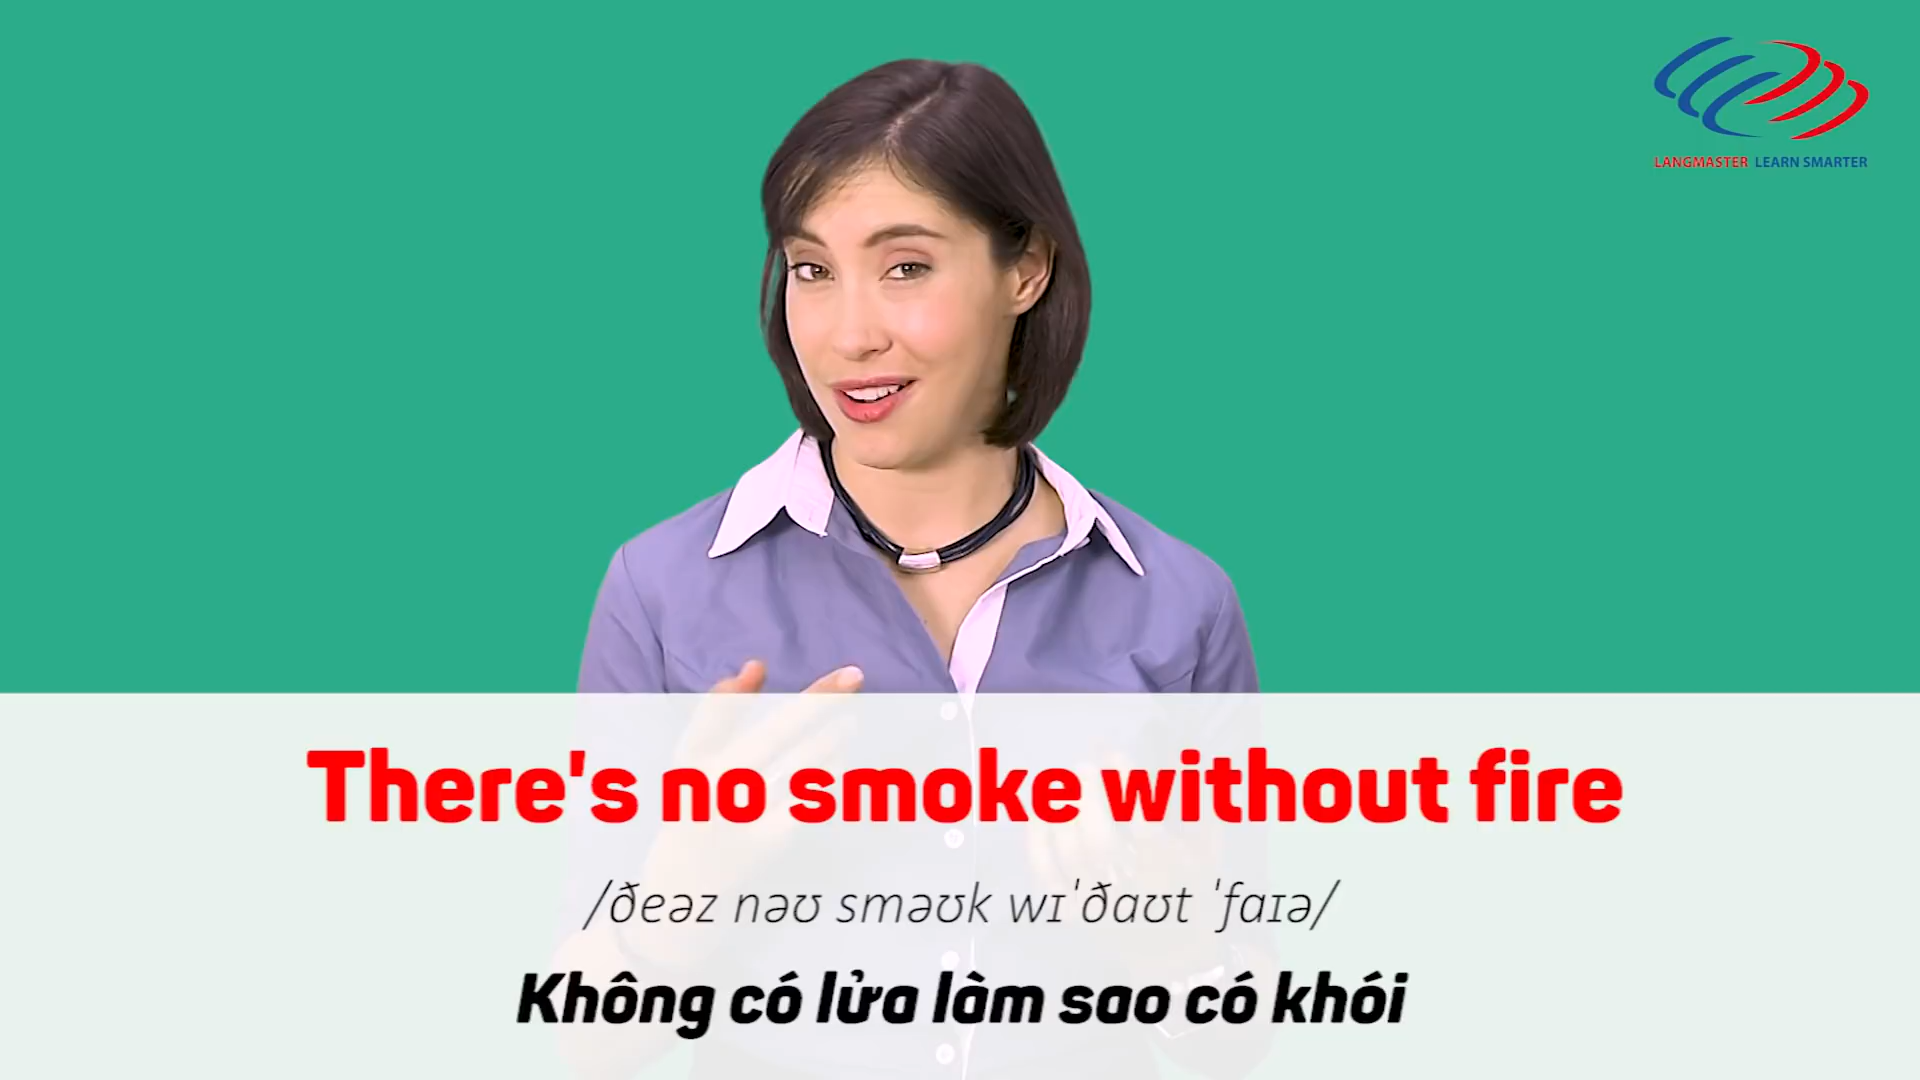 LANGMASTER LEARN SMARTER
There's no smoke without fire
/ðeəz nəʊ sməʊk wɪˈðaʊt ˈfaɪə/
Không có lửa làm sao có khói